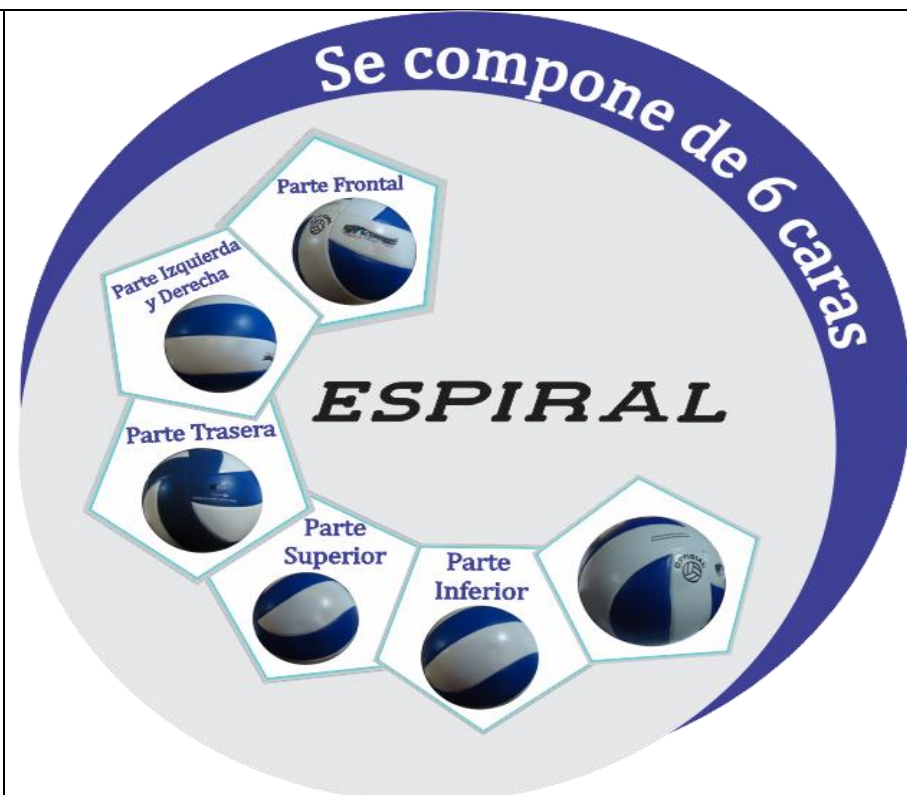 Se compone de 6 caras
Parte Frontal
Parte Izquierda
y Derecha
ESPIRAL
Parte Trasera
Parte
Superior
Parte
Inferior